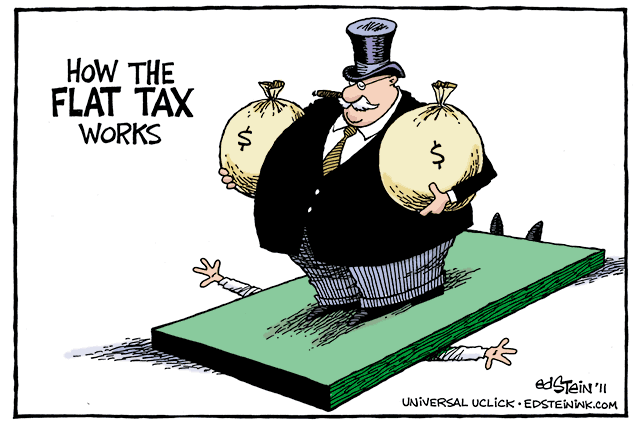 HOW THE
FLAT TAX
WORKS
$
$
EDSTEIN '11
UNIVERSAL UCLICK • EDSTEININK.COM